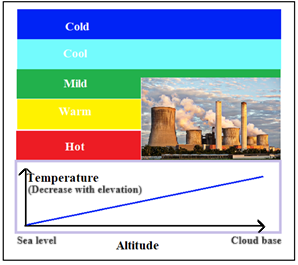 Cold
Cool
Mild
Warm
Hot
Temperature
(Decrease with elevation)
Sea level
Altitude
Cloud base